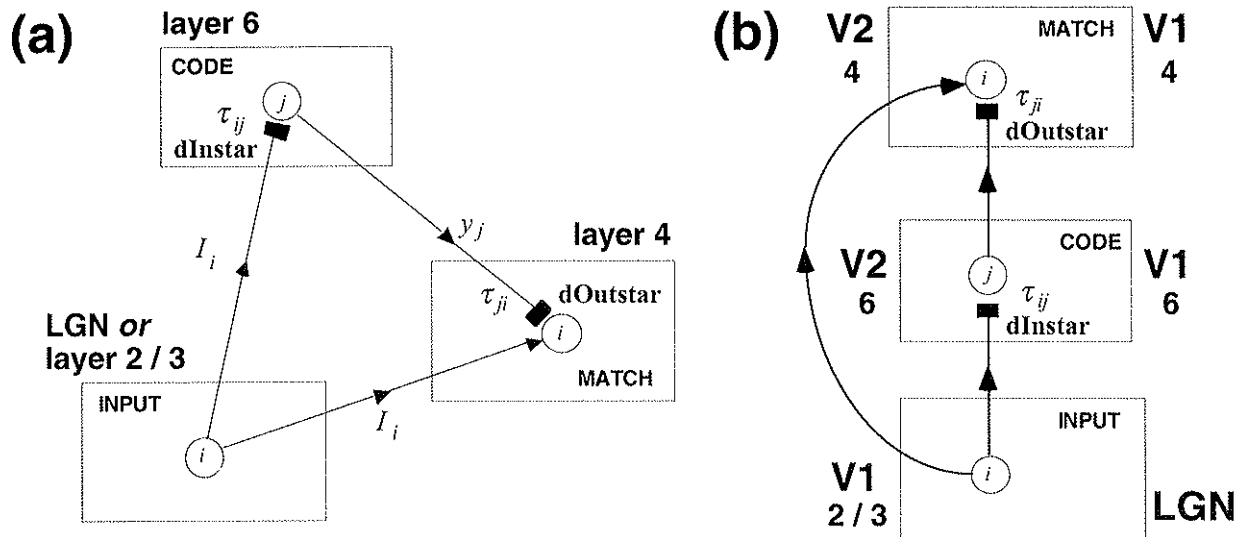 (a)
layer 6
CODE
j
τij
dInstar
Ii
yj
layer 4
τji
dOutstar
i
MATCH
LGN or
layer 2 / 3
INPUT
i
Ii
(b)
V2
4
MATCH
V1
4
i
τji
dOutstar
V2
6
CODE
V1
6
j
τij
dInstar
INPUT
V1
2 / 3
i
LGN